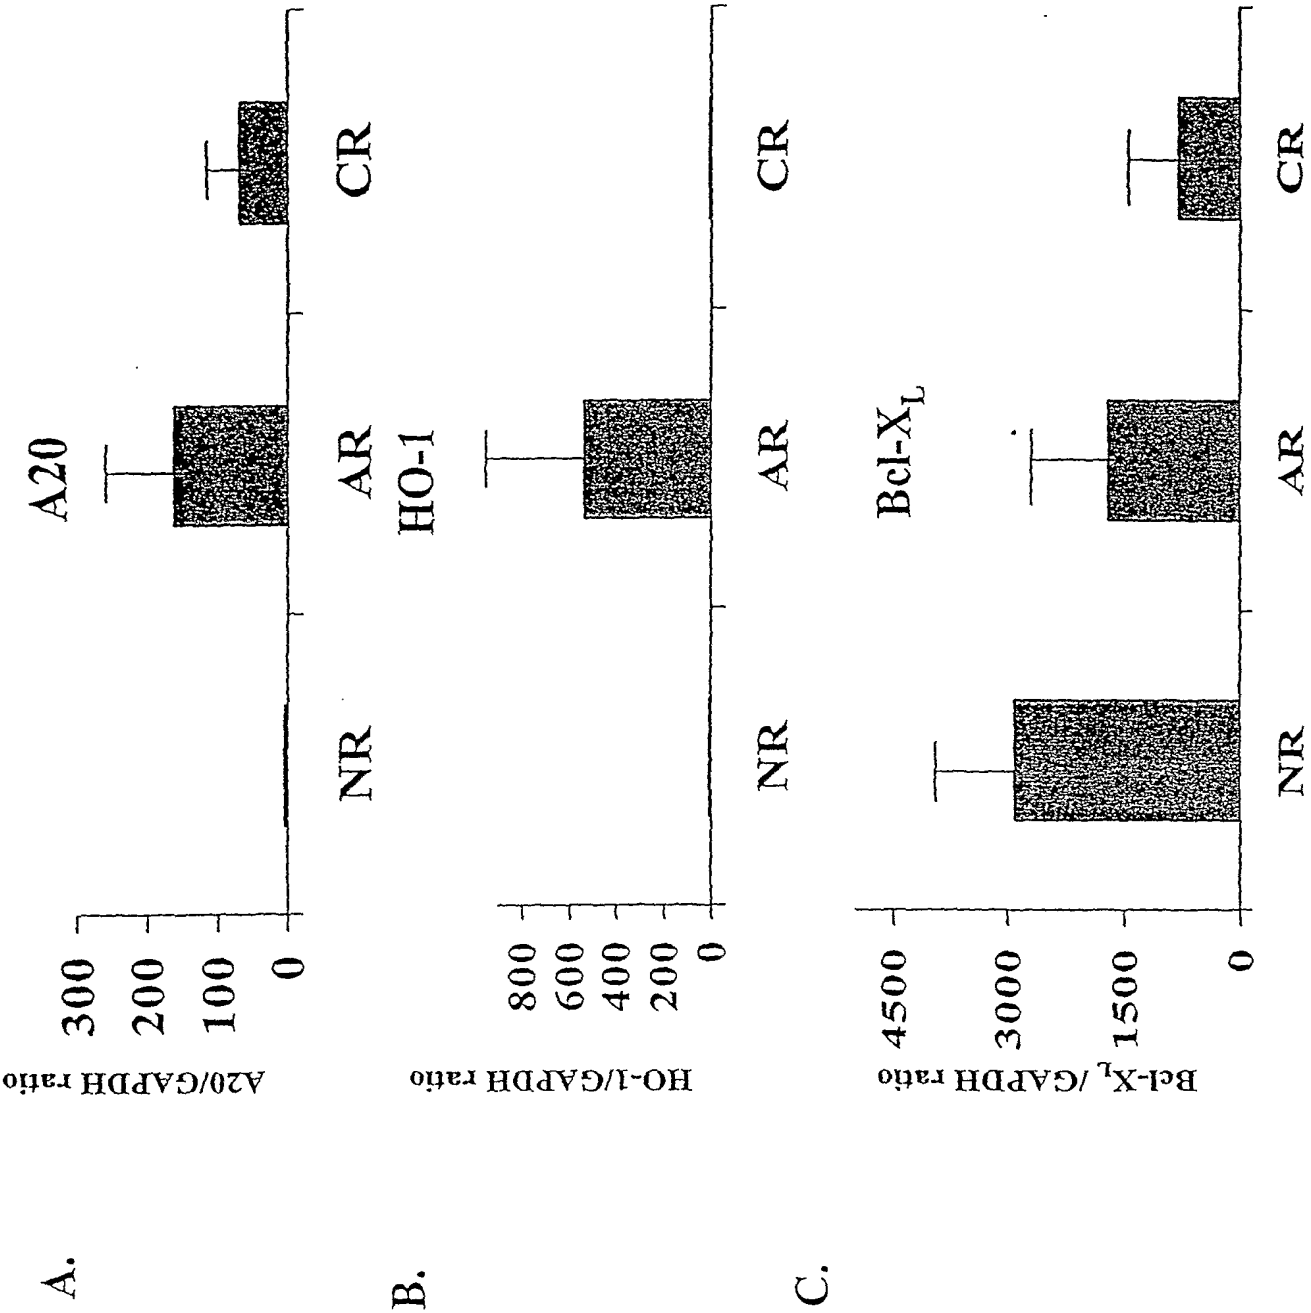 A.
A20
A20/GAPDH ratio
300
200
100
0
NR AR CR
B.
HO-1
HO-1/GAPDH ratio
800
600
400
200
0
NR AR CR
C.
Bcl-XL
Bcl-XL /GAPDH ratio
4500
3000
1500
0
NR AR CR